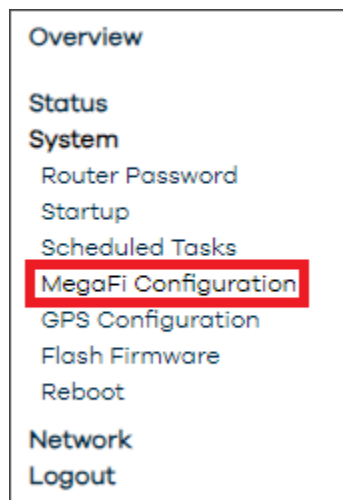 Overview
Status
System
Router Password
Startup
Scheduled Tasks
MegaFi Configuration
GPS Configuration
Flash Firmware
Reboot
Network
Logout